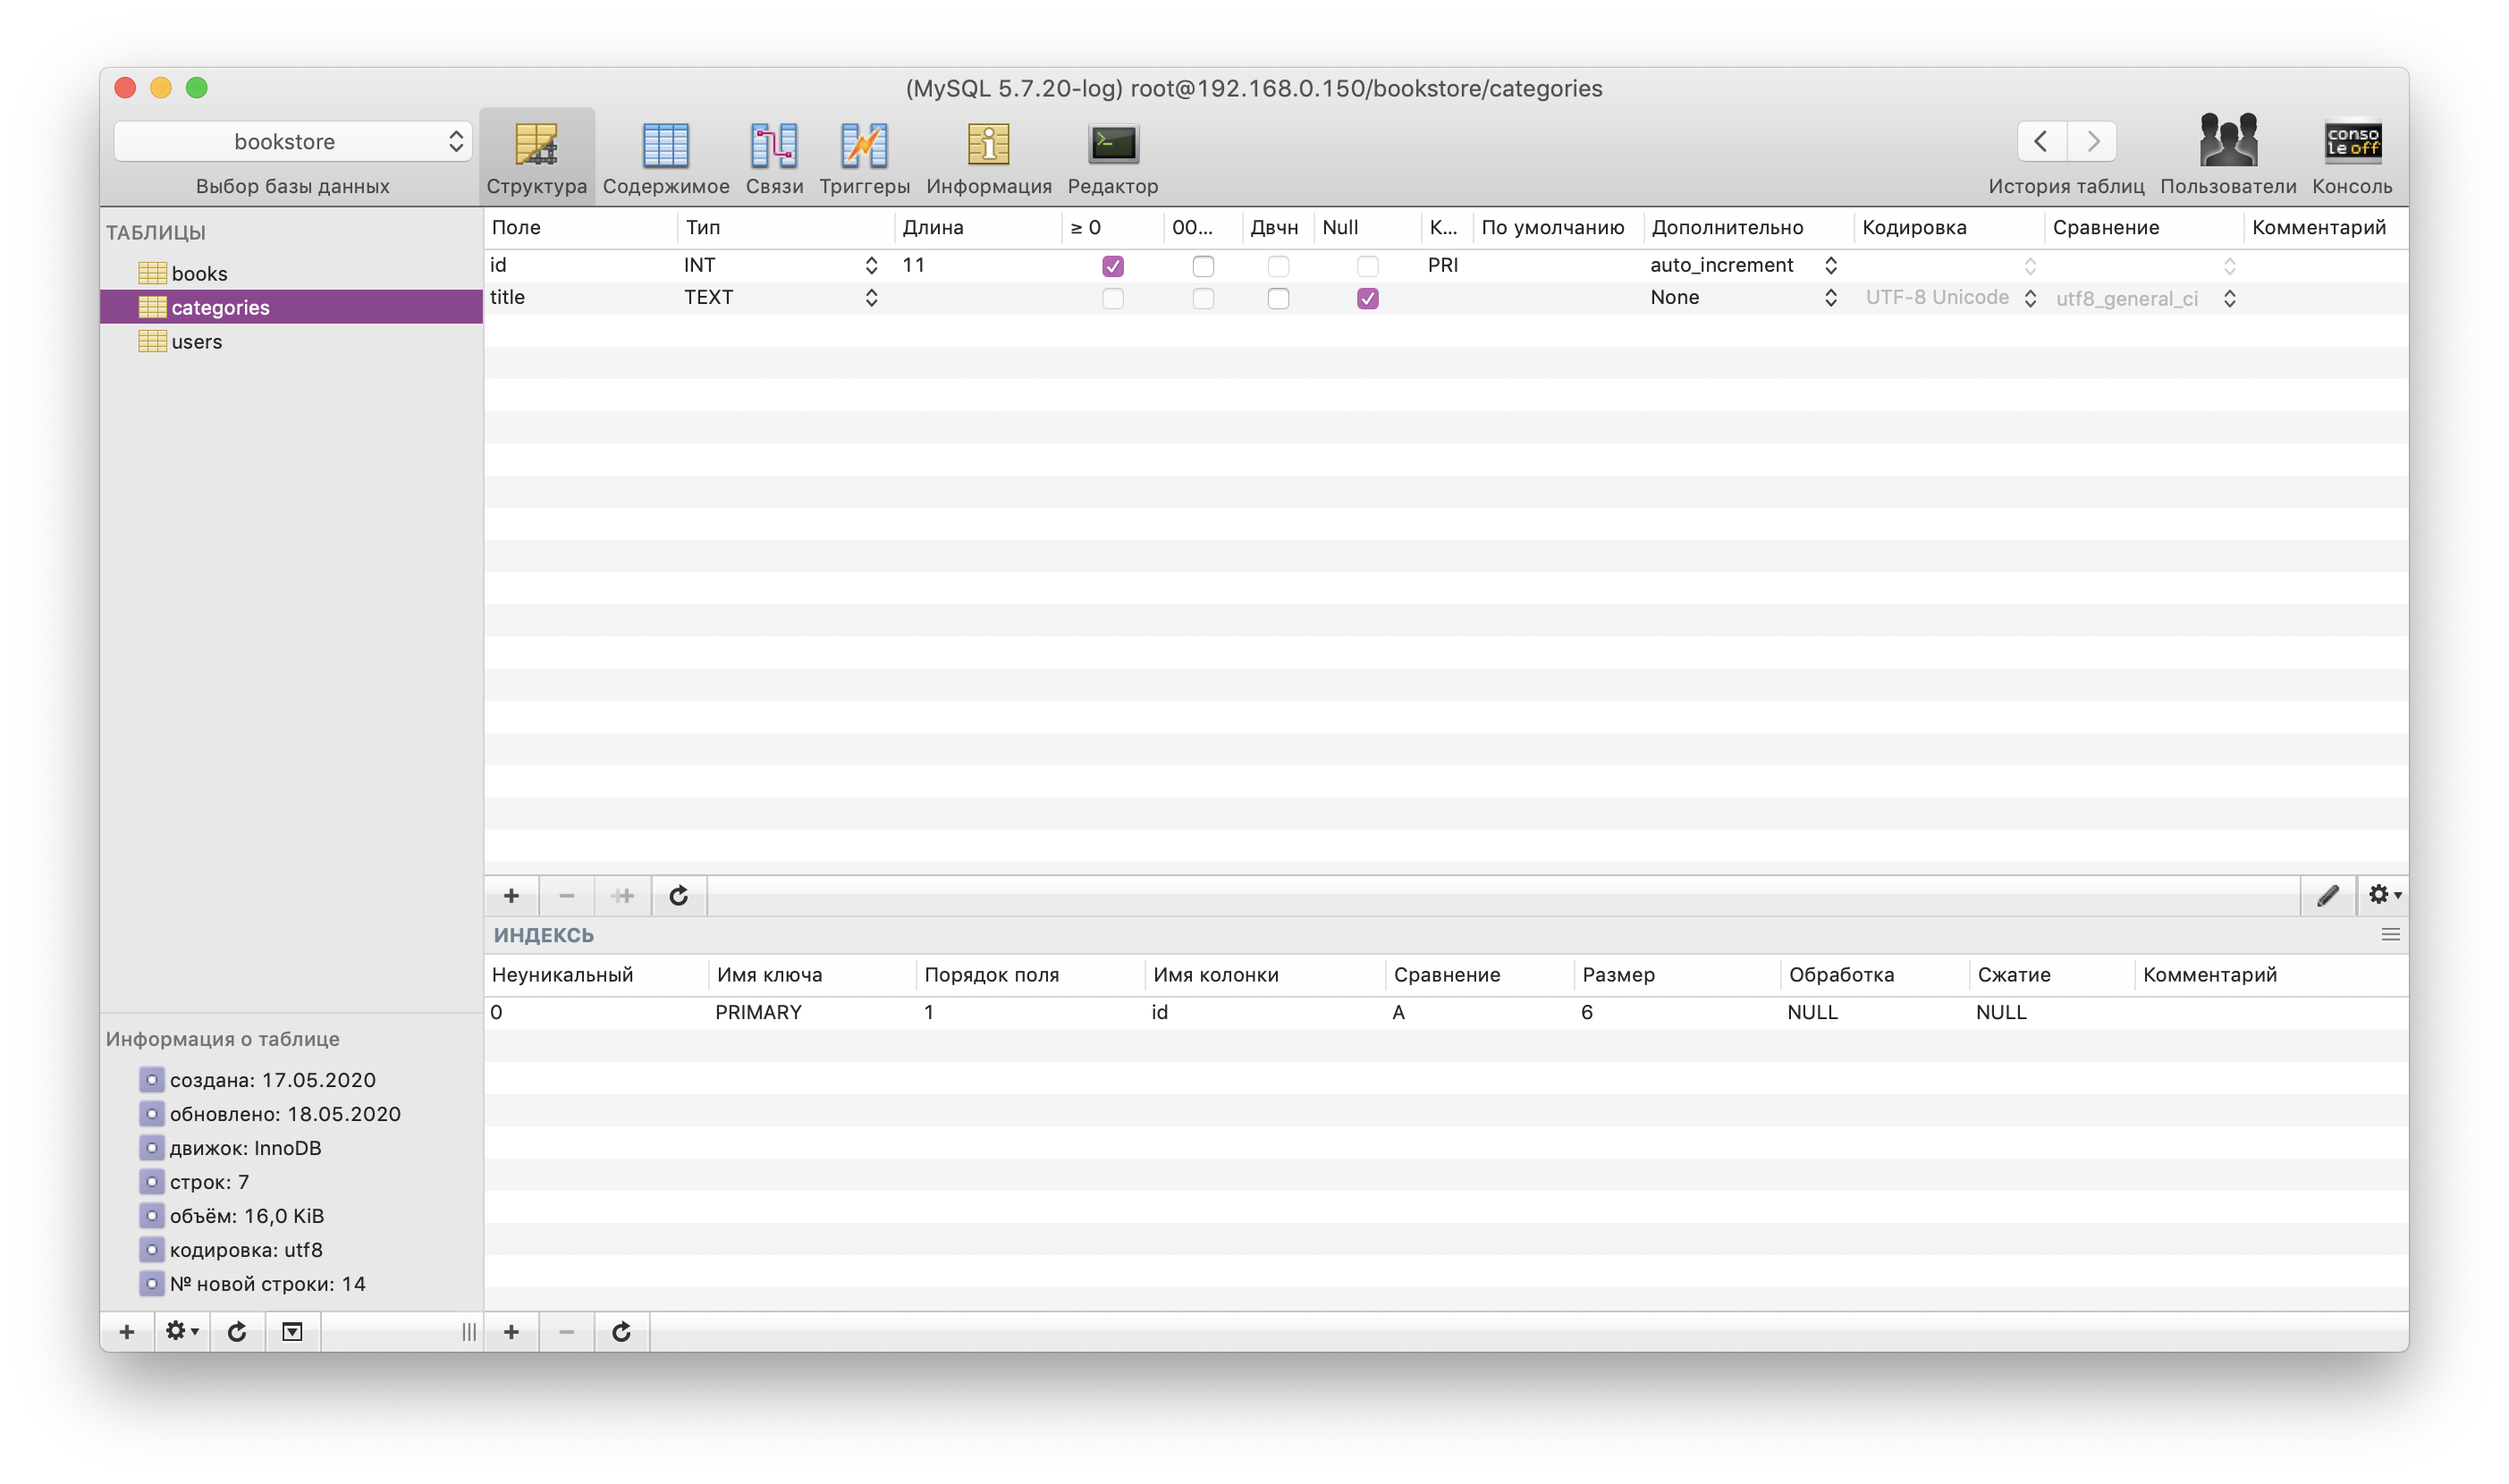 (MySQL 5.7.20-log) root@192.168.0.150/bookstore/categories
bookstore
Выбор базы данных
Структура Содержимое Связи Триггеры Информация Редактор
conso
le off
История таблиц Пользователи Консоль
ТАБЛИЦЫ
books
categories
users
Поле Тип Длина ≥ 0 00... Двчн Null К... По умолчанию Дополнительно Кодировка Сравнение Комментарий
id INT 11 PRI auto_increment
title TEXT None UTF-8 Unicode utf8_general_ci
ИНДЕКСЬ
Неуникальный Имя ключа Порядок поля Имя колонки Сравнение Размер Обработка Сжатие Комментарий
0 PRIMARY 1 id A 6 NULL NULL
Информация о таблице
создана: 17.05.2020
обновлено: 18.05.2020
движок: InnoDB
строк: 7
объём: 16,0 KiB
кодировка: utf8
№ новой строки: 14